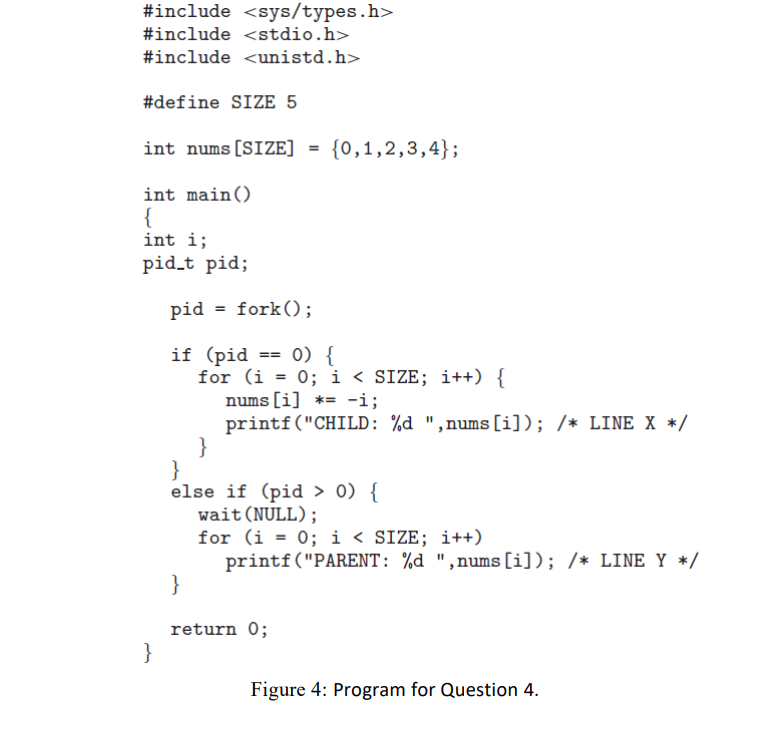 #include <sys/types.h>
#include <stdio.h>
#include <unistd.h>
#define SIZE 5
int nums[SIZE] = {0,1,2,3,4};
int main()
{
int i;
pid_t pid;
pid = fork();
if (pid == 0) {
for (i = 0; i < SIZE; i++) {
nums[i] *= -i;
printf("CHILD: %d ",nums[i]); /* LINE X */
}
}
else if (pid > 0) {
wait(NULL);
for (i = 0; i < SIZE; i++)
printf("PARENT: %d ",nums[i]); /* LINE Y */
}
return 0;
}
Figure 4: Program for Question 4.